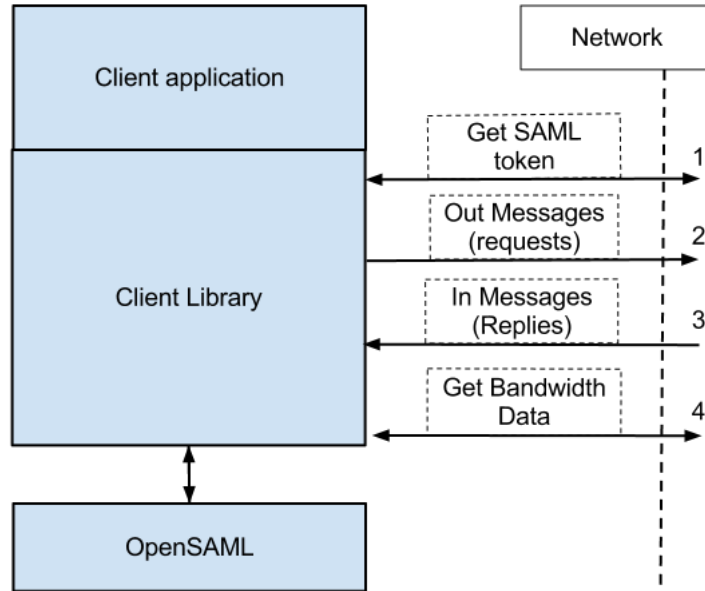 Client application
Network
Get SAML
token
1
Out Messages
(requests)
2
Client Library
In Messages
(Replies)
3
Get Bandwidth
Data
4
OpenSAML